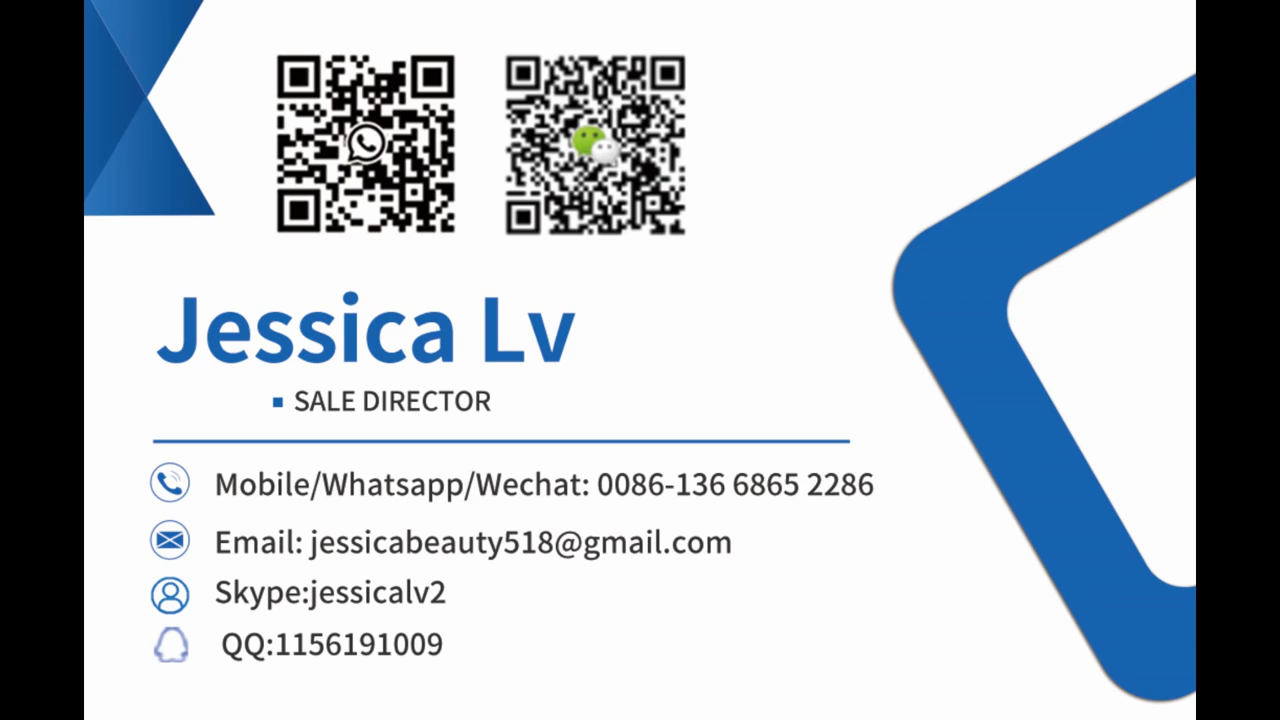 Jessica Lv
SALE DIRECTOR
Mobile/Whatsapp/Wechat: 0086-136 6865 2286
Email: jessicabeauty518@gmail.com
Skype:jessicalv2
QQ:1156191009